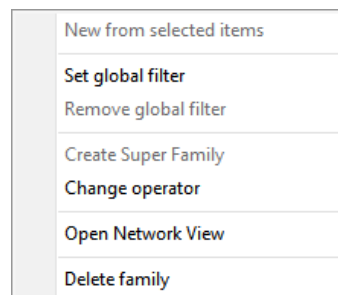 New from selected items
Set global filter
Remove global filter
Create Super Family
Change operator
Open Network View
Delete family